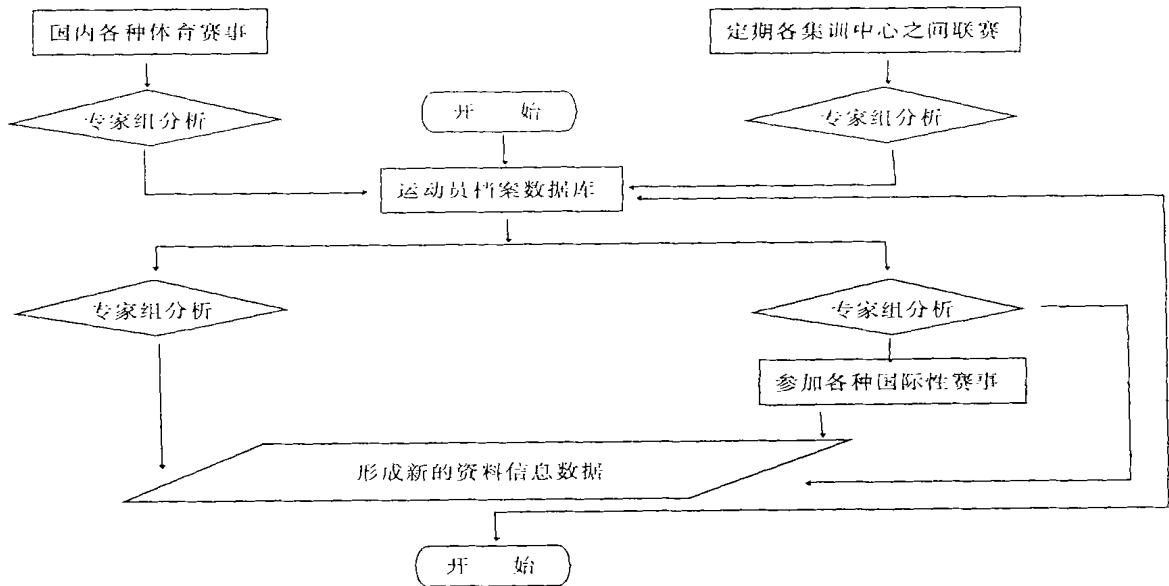 国内各种体育赛事
定期各集训中心之间联赛
专家组分析
开 始
专家组分析
运动员档案数据库
专家组分析
专家组分析
参加各种国际性赛事
形成新的资料信息数据
开 始